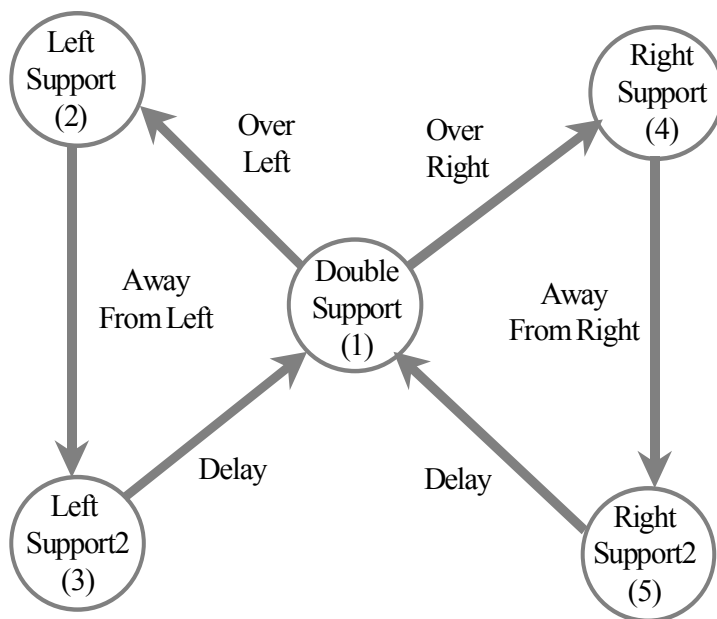 Left
Support
(2)
Right
Support
(4)
Over
Left
Over
Right
Double
Support
(1)
Away
From Left
Away
From Right
Delay
Delay
Left
Support2
(3)
Right
Support2
(5)